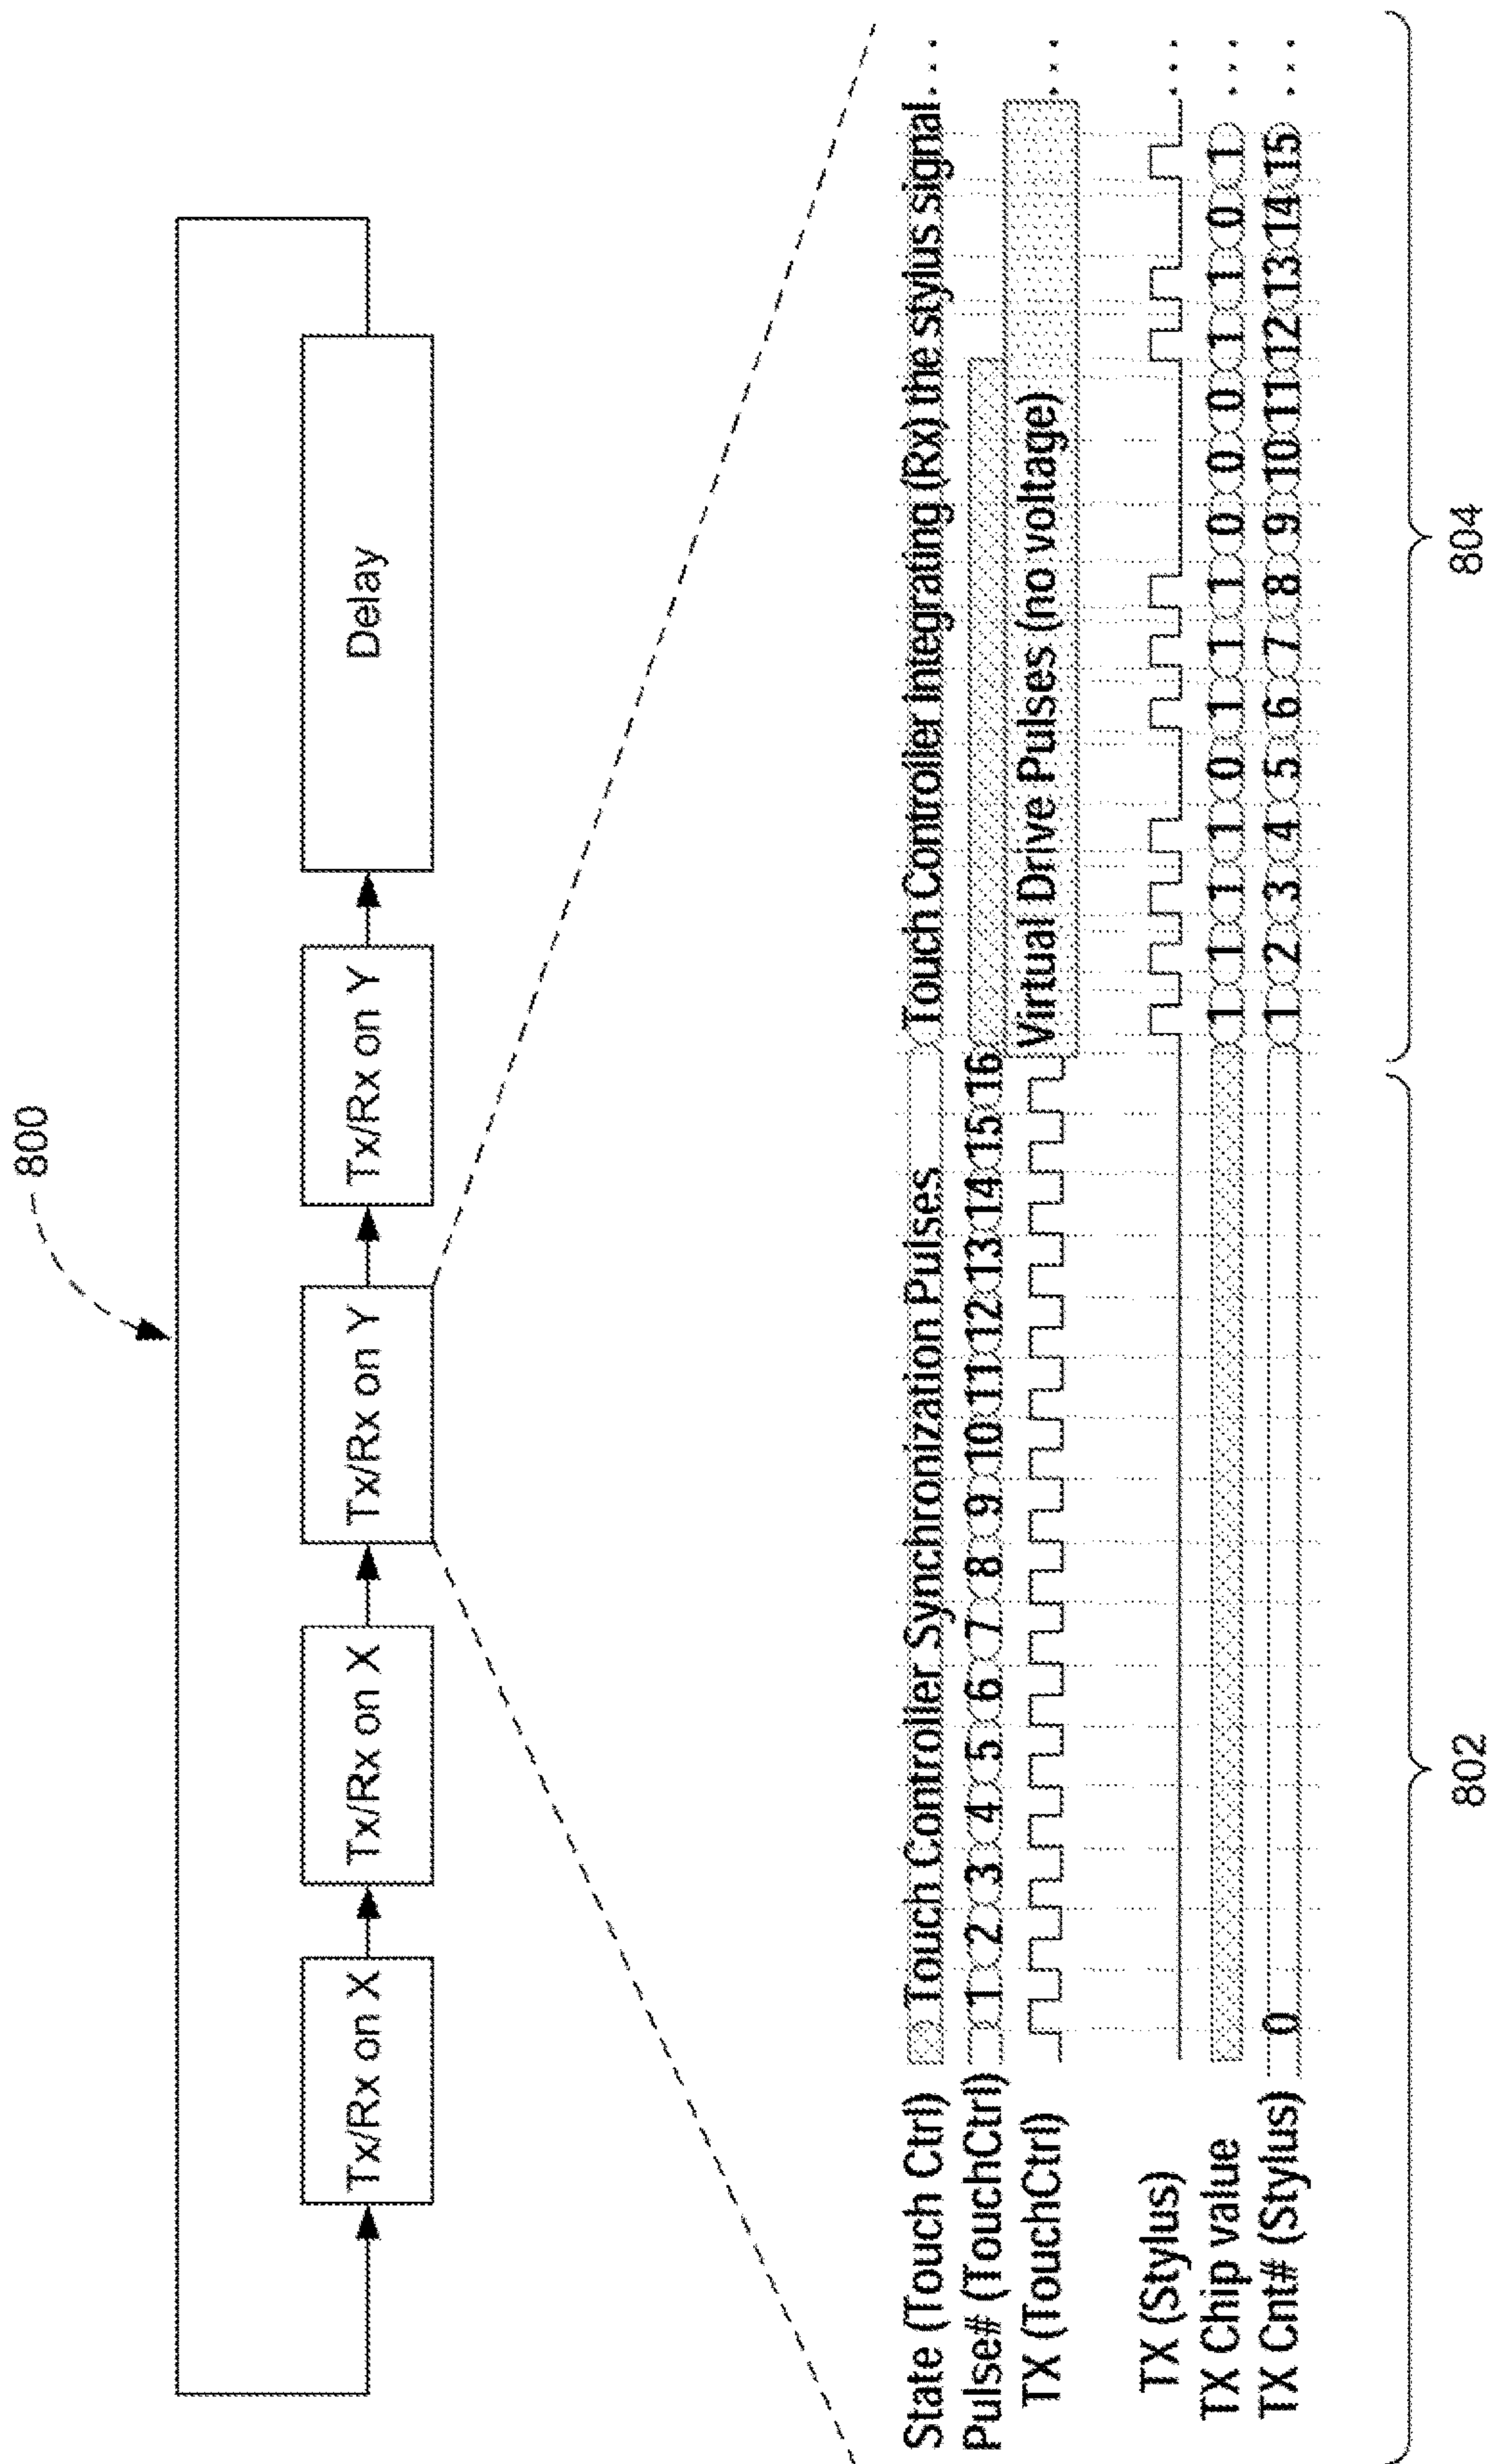 800
Tx/Rx on X
Tx/Rx on X
Tx/Rx on Y
Tx/Rx on Y
Delay
State (Touch Ctrl) Touch Controller Synchronization Pulses Touch Controller Integrating (Rx) the stylus signal ...
Pulse# (TouchCtrl) 1 2 3 4 5 6 7 8 9 10 11 12 13 14 15 16
TX (TouchCtrl) Virtual Drive Pulses (no voltage) ...
TX (Stylus) ...
TX Chip value 1 1 1 1 0 1 1 1 0 0 0 1 1 0 1 ...
TX Cnt# (Stylus) 0 1 2 3 4 5 6 7 8 9 10 11 12 13 14 15 ...
802
804